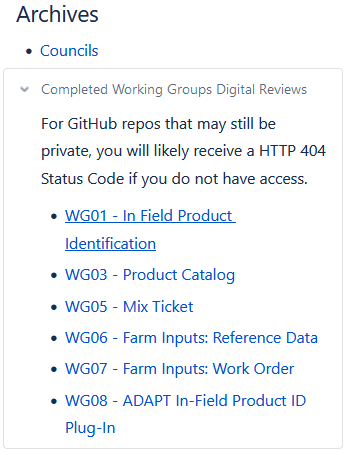 Archives
Councils
Completed Working Groups Digital Reviews
For GitHub repos that may still be
private, you will likely receive a HTTP 404
Status Code if you do not have access.
WG01 - In Field Product
Identification
WG03 - Product Catalog
WG05 - Mix Ticket
WG06 - Farm Inputs: Reference Data
WG07 - Farm Inputs: Work Order
WG08 - ADAPT In-Field Product ID
Plug-In